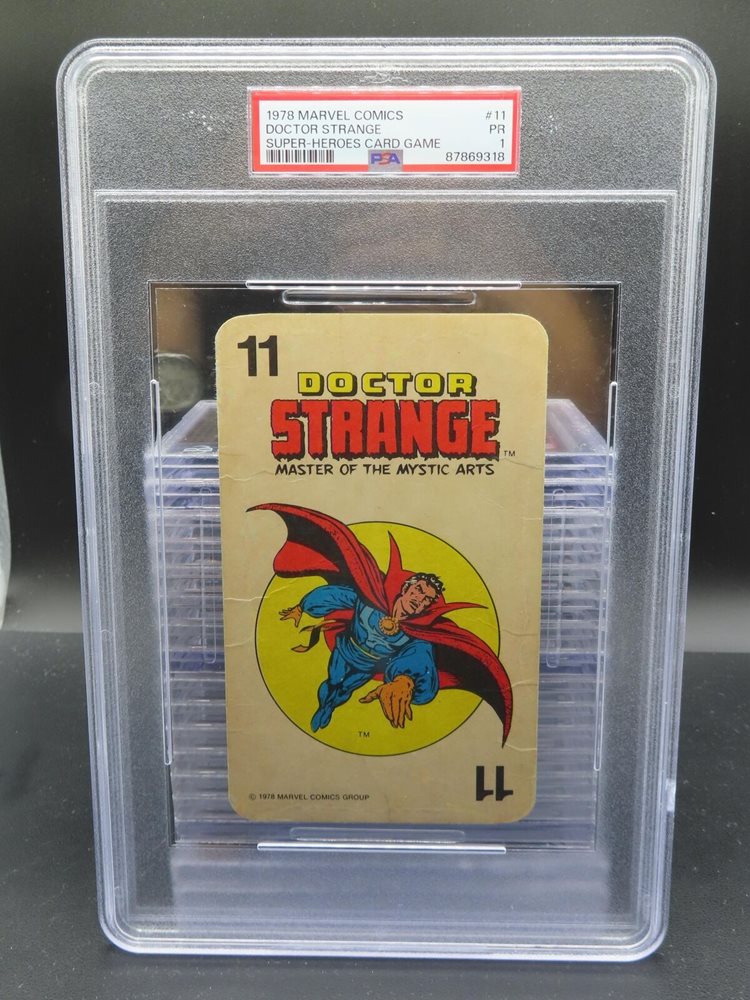 1978 MARVEL COMICS #11
DOCTOR STRANGE PR
SUPER-HEROES CARD GAME 1
PSA 87869318
11
DOCTOR
STRANGE TM
MASTER OF THE MYSTIC ARTS
TM
© 1978 MARVEL COMICS GROUP
11